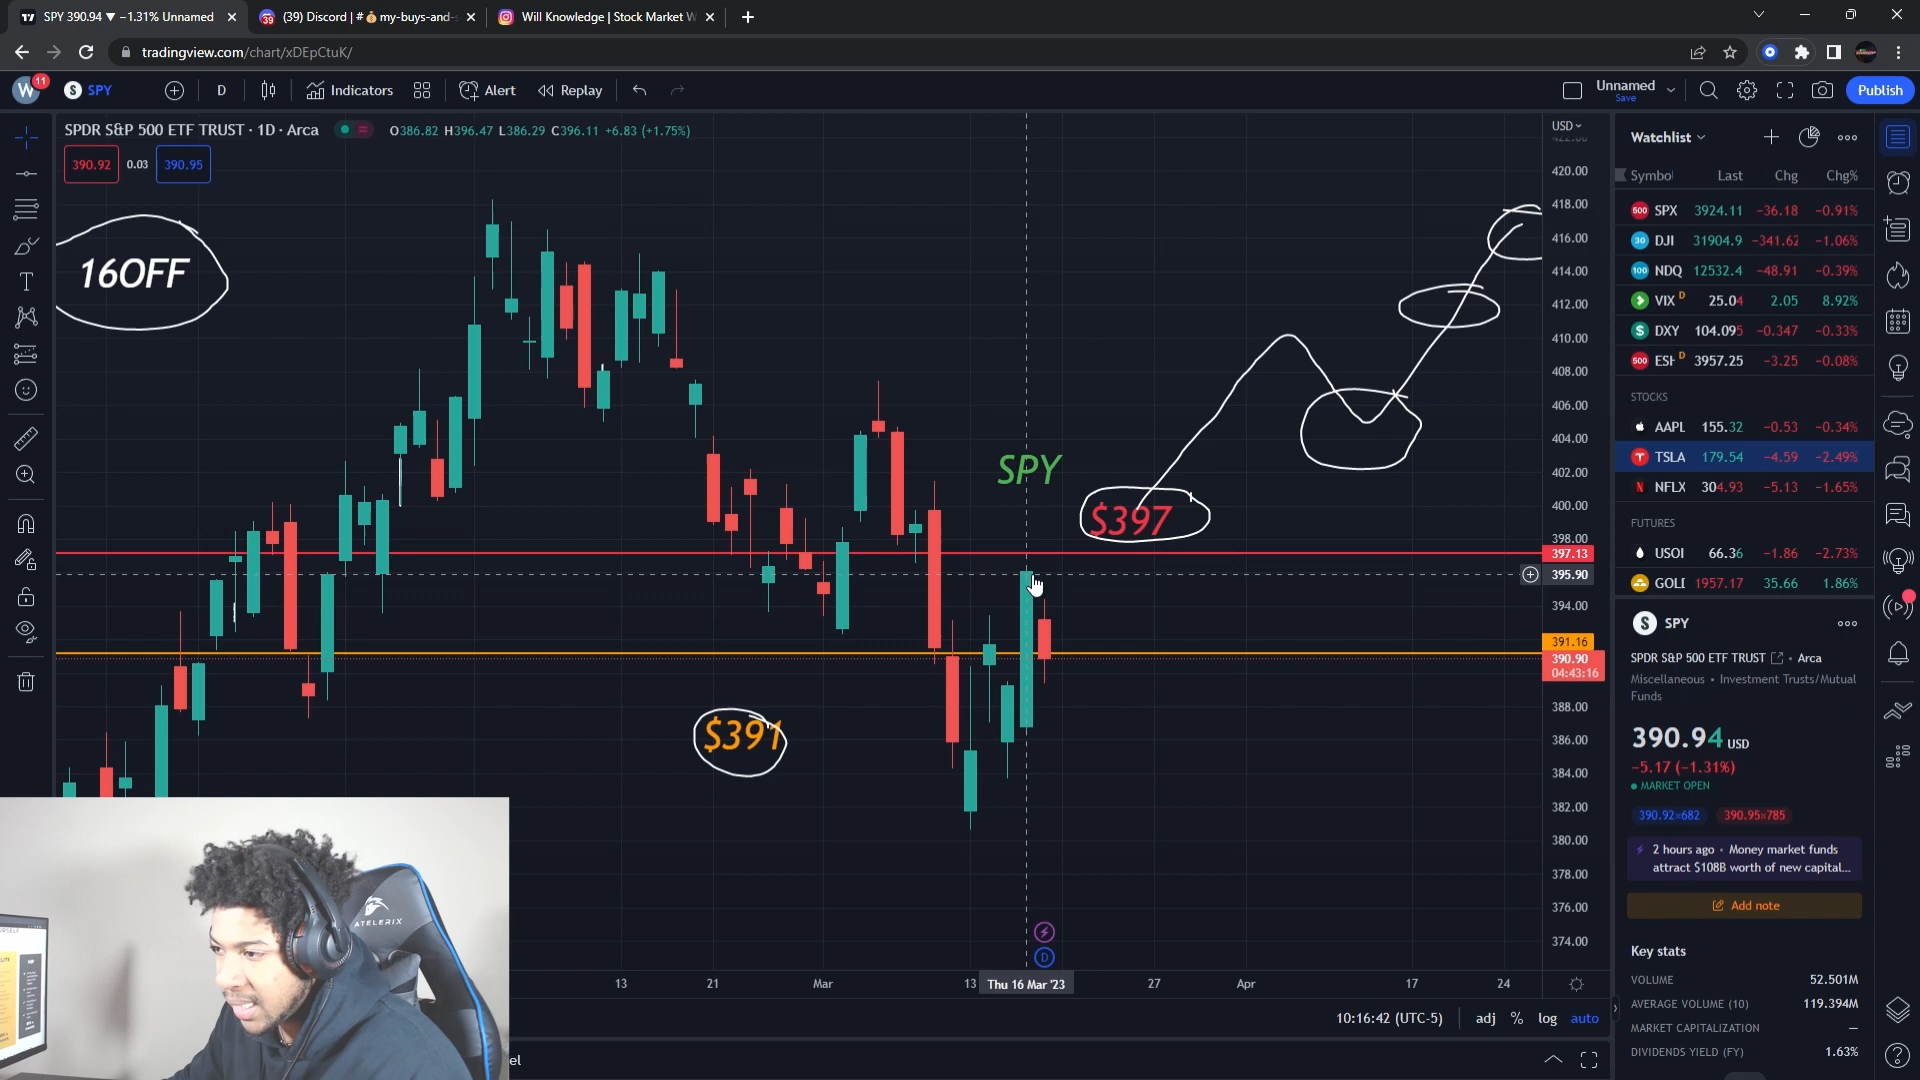 SPY 390.94 ▼ −1.31% Unnamed
(39) Discord | # 💰my-buys-and-
Will Knowledge | Stock Market W
tradingview.com/chart/xDEpCtuK/
W 11 SPY D Indicators Alert Replay Unnamed Save Publish
SPDR S&P 500 ETF TRUST · 1D · Arca O386.82 H396.47 L386.29 C396.11 +6.83 (+1.75%)
390.92 0.03 390.95
16OFF
SPY
$397
$391
USD
420.00
418.00
416.00
414.00
412.00
410.00
408.00
406.00
404.00
402.00
400.00
398.00
397.13
395.90
394.00
391.16
390.90
04:43:16
388.00
386.00
384.00
382.00
380.00
378.00
376.00
374.00
13 21 Mar 13 Thu 16 Mar '23 27 Apr 17 24
10:16:42 (UTC-5) adj % log auto
el
Watchlist
Symbol Last Chg Chg%
500 SPX 3924.11 −36.18 −0.91%
30 DJI 31904.9 −341.62 −1.06%
100 NDQ 12532.4 −48.91 −0.39%
VIX D 25.04 2.05 8.92%
$ DXY 104.095 −0.347 −0.33%
500 ES D 3957.25 −3.25 −0.08%
STOCKS
AAPL 155.32 −0.53 −0.34%
TSLA 179.54 −4.59 −2.49%
N NFLX 304.93 −5.13 −1.65%
FUTURES
USOI 66.36 −1.86 −2.73%
GOLD 1957.17 35.66 1.86%
S SPY
SPDR S&P 500 ETF TRUST • Arca
Miscellaneous • Investment Trusts/Mutual
Funds
390.94 USD
−5.17 (−1.31%)
MARKET OPEN
390.92×682 390.95×785
2 hours ago • Money market funds
attract $108B worth of new capital...
Add note
Key stats
VOLUME 52.501M
AVERAGE VOLUME (10) 119.394M
MARKET CAPITALIZATION —
DIVIDENDS YIELD (FY) 1.63%
ATELERIX